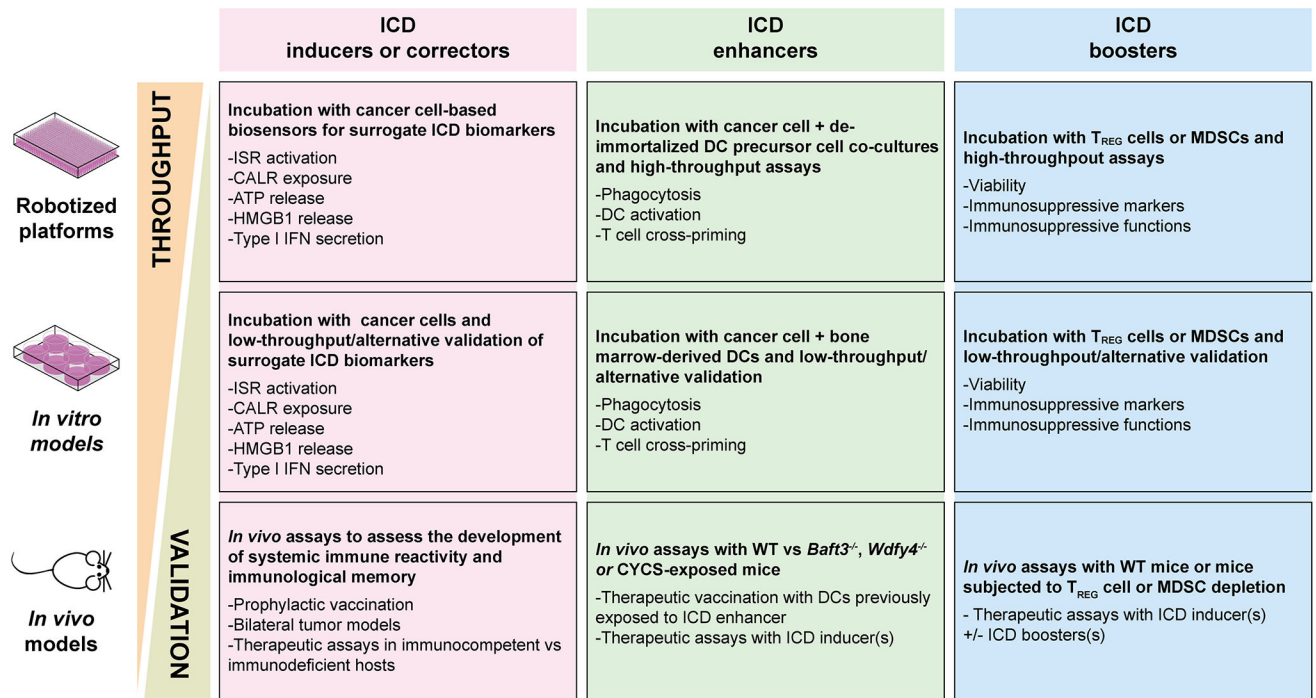 ICD
inducers or correctors
ICD
enhancers
ICD
boosters
THROUGHPUT
VALIDATION
Robotized
platforms
Incubation with cancer cell-based
biosensors for surrogate ICD biomarkers
-ISR activation
-CALR exposure
-ATP release
-HMGB1 release
-Type I IFN secretion
Incubation with cancer cell + de-
immortalized DC precursor cell co-cultures
and high-throughput assays
-Phagocytosis
-DC activation
-T cell cross-priming
Incubation with TREG cells or MDSCs and
high-throughpout assays
-Viability
-Immunosuppressive markers
-Immunosuppressive functions
In vitro
models
Incubation with cancer cells and
low-throughput/alternative validation of
surrogate ICD biomarkers
-ISR activation
-CALR exposure
-ATP release
-HMGB1 release
-Type I IFN secretion
Incubation with cancer cell + bone
marrow-derived DCs and low-throughput/
alternative validation
-Phagocytosis
-DC activation
-T cell cross-priming
Incubation with TREG cells or MDSCs and
low-throughpout/alternative validation
-Viability
-Immunosuppressive markers
-Immunosuppressive functions
In vivo
models
In vivo assays to assess the development
of systemic immune reactivity and
immunological memory
-Prophylactic vaccination
-Bilateral tumor models
-Therapeutic assays in immunocompetent vs
immunodeficient hosts
In vivo assays with WT vs Baft3-/-, Wdfy4-/-
or CYCS-exposed mice
-Therapeutic vaccination with DCs previously
exposed to ICD enhancer
-Therapeutic assays with ICD inducer(s)
In vivo assays with WT mice or mice
subjected to TREG cell or MDSC depletion
- Therapeutic assays with ICD inducer(s)
+/- ICD boosters(s)